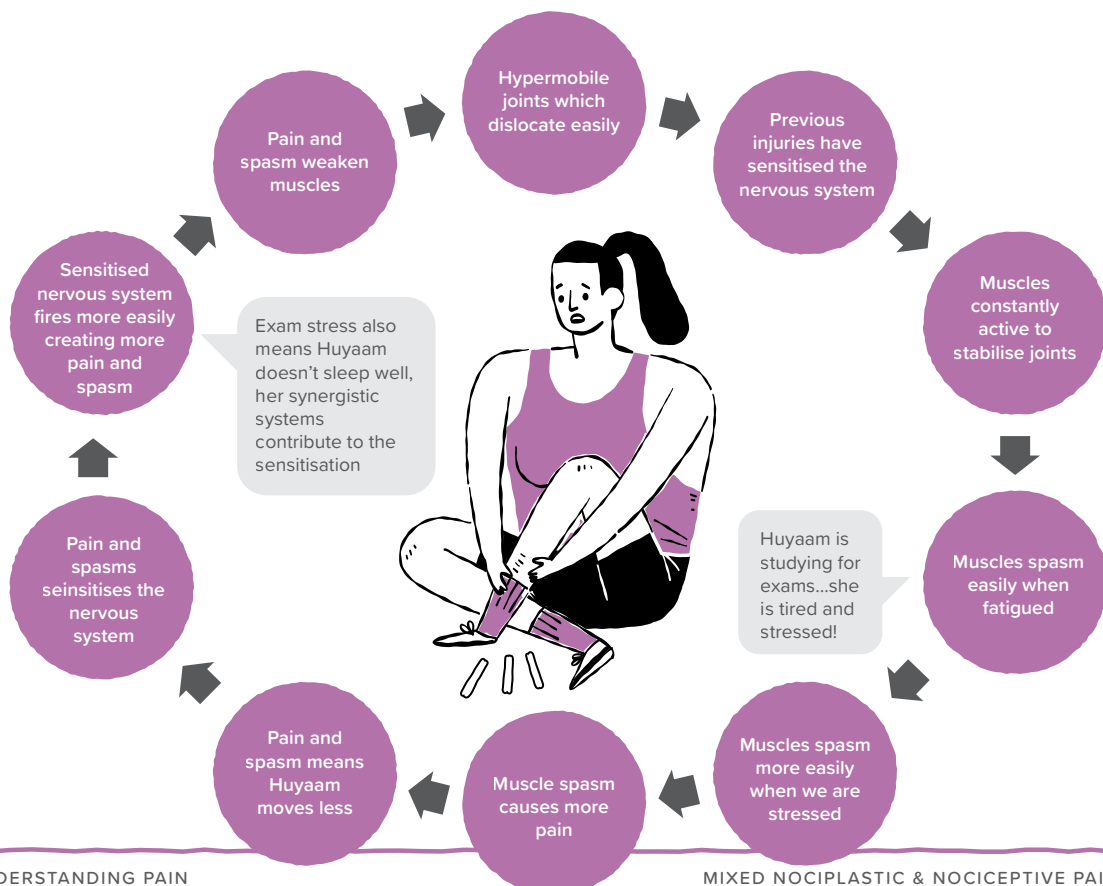 Hypermobile
joints which
dislocate easily
Previous
injuries have
sensitised the
nervous system
Muscles
constantly
active to
stabilise joints
Muscles spasm
easily when
fatigued
Huyaam is
studying for
exams...she
is tired and
stressed!
Muscles spasm
more easily
when we are
stressed
Muscle spasm
causes more
pain
Pain and
spasm means
Huyaam
moves less
Pain and
spasms
seinsitises the
nervous
system
Sensitised
nervous system
fires more easily
creating more
pain and
spasm
Exam stress also
means Huyaam
doesn't sleep well,
her synergistic
systems
contribute to the
sensitisation
Pain and
spasm weaken
muscles
DERSTANDING PAIN
MIXED NOCIPLASTIC & NOCICEPTIVE PAI